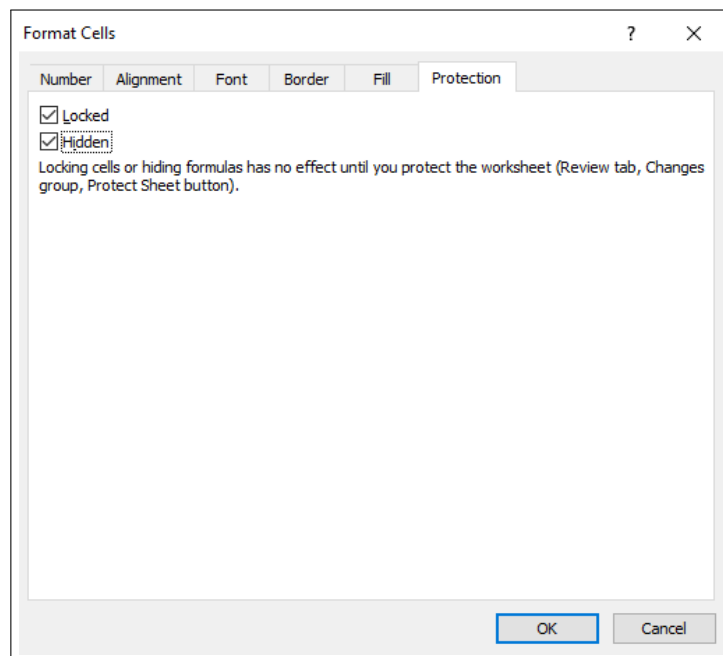 Format Cells ?
Number Alignment Font Border Fill Protection
Locked
Hidden
Locking cells or hiding formulas has no effect until you protect the worksheet (Review tab, Changes
group, Protect Sheet button).
OK Cancel